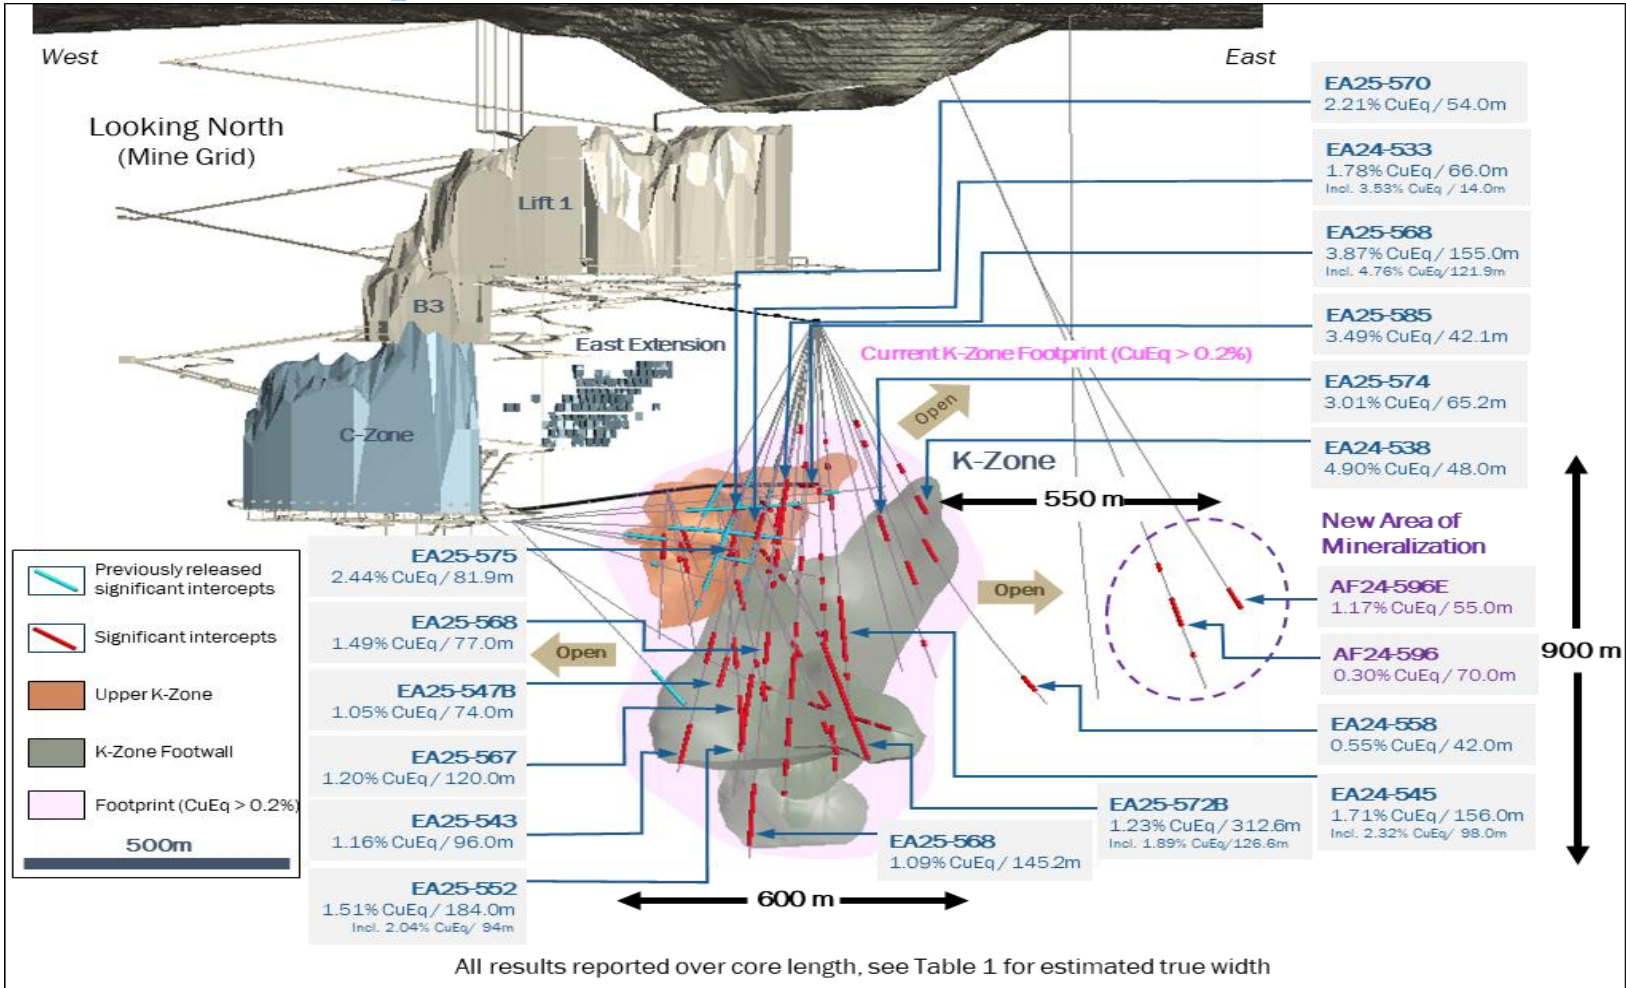 West
East
Looking North
(Mine Grid)
Lift 1
B3
C-Zone
East Extension
Current K-Zone Footprint (CuEq > 0.2%)
Open
K-Zone
550 m
Open
Open
600 m
900 m
New Area of
Mineralization
EA25-570
2.21% CuEq / 54.0m
EA24-533
1.78% CuEq / 66.0m
Incl. 3.53% CuEq / 14.0m
EA25-568
3.87% CuEq / 155.0m
Incl. 4.76% CuEq/121.9m
EA25-585
3.49% CuEq / 42.1m
EA25-574
3.01% CuEq / 65.2m
EA24-538
4.90% CuEq / 48.0m
AF24-596E
1.17% CuEq / 55.0m
AF24-596
0.30% CuEq / 70.0m
EA24-558
0.55% CuEq / 42.0m
EA24-545
1.71% CuEq / 156.0m
Incl. 2.32% CuEq/ 98.0m
EA25-572B
1.23% CuEq / 312.6m
Incl. 1.89% CuEq/126.6m
EA25-568
1.09% CuEq / 145.2m
EA25-575
2.44% CuEq / 81.9m
EA25-568
1.49% CuEq / 77.0m
EA25-547B
1.05% CuEq / 74.0m
EA25-567
1.20% CuEq / 120.0m
EA25-543
1.16% CuEq / 96.0m
EA25-552
1.51% CuEq / 184.0m
Incl. 2.04% CuEq/ 94m
Previously released
significant intercepts
Significant intercepts
Upper K-Zone
K-Zone Footwall
Footprint (CuEq > 0.2%)
500m
All results reported over core length, see Table 1 for estimated true width